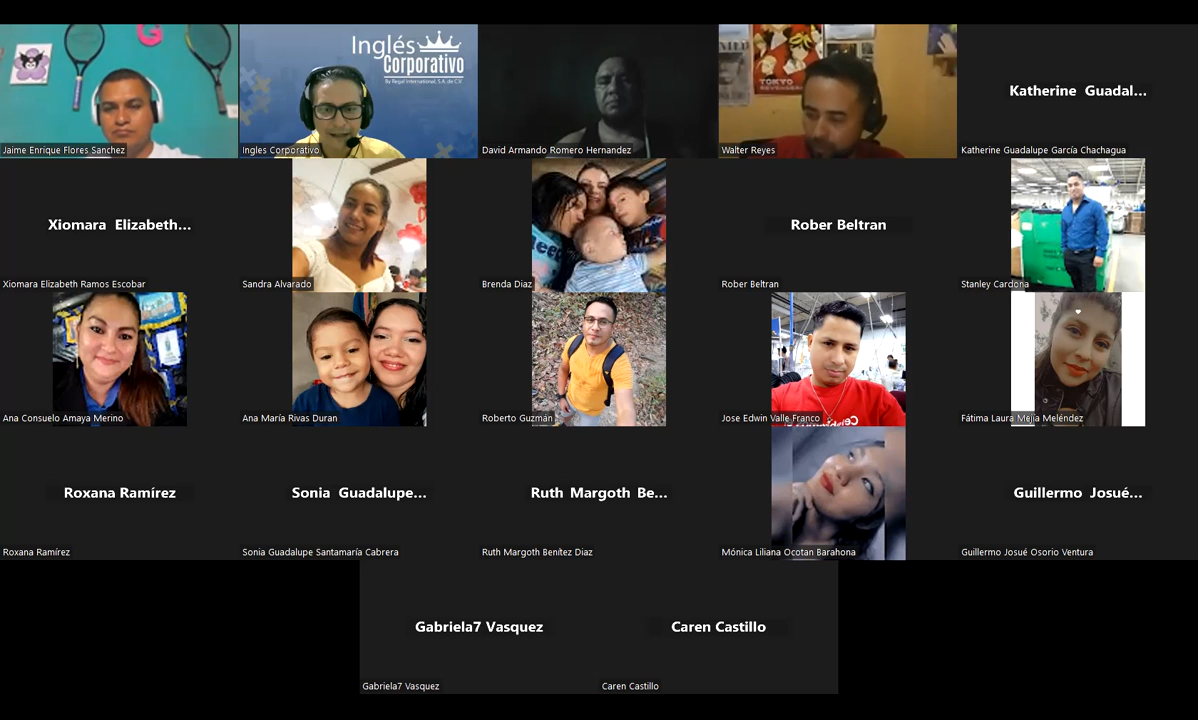 Inglés
Corporativo
By Regal International, S.A. de C.V.
TOKYO
REVENGERS
Katherine Guadal...
Jaime Enrique Flores Sanchez
Ingles Corporativo
David Armando Romero Hernandez
Walter Reyes
Katherine Guadalupe García Chachagua
Xiomara Elizabeth...
Rober Beltran
Xiomara Elizabeth Ramos Escobar
Sandra Alvarado
Brenda Diaz
Rober Beltran
Stanley Cardona
Ana Consuelo Amaya Merino
Ana María Rivas Duran
Roberto Guzman
Jose Edwin Valle Franco
Fátima Laura Mejía Meléndez
Roxana Ramírez
Sonia Guadalupe...
Ruth Margoth Be...
Guillermo Josué...
Roxana Ramírez
Sonia Guadalupe Santamaría Cabrera
Ruth Margoth Benítez Diaz
Mónica Liliana Ocotan Barahona
Guillermo Josué Osorio Ventura
Gabriela7 Vasquez
Caren Castillo
Gabriela7 Vasquez
Caren Castillo